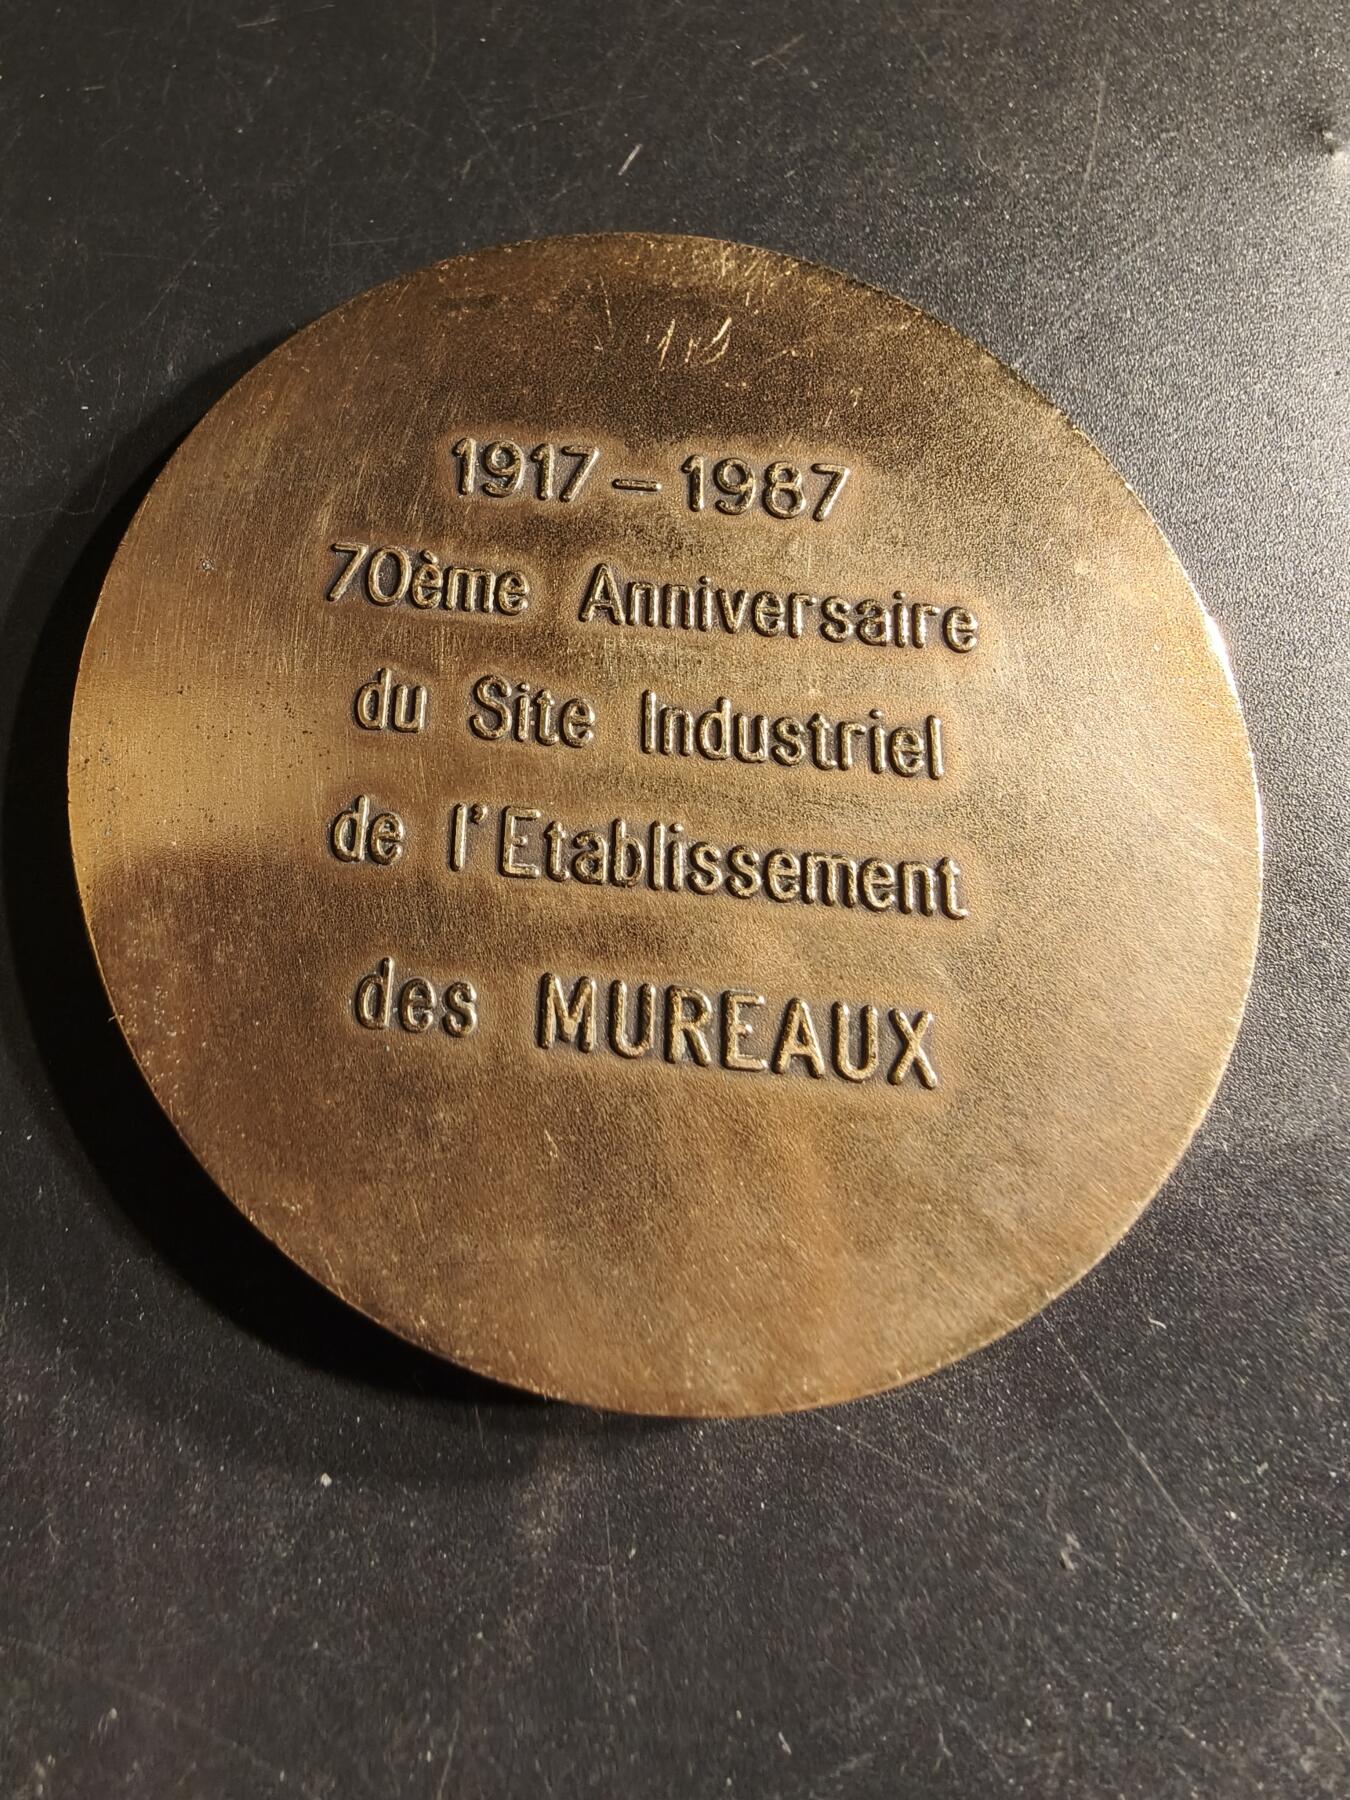 1917-1987
70ème Anniversaire
du Site Industriel
de l'Etablissement
des MUREAUX